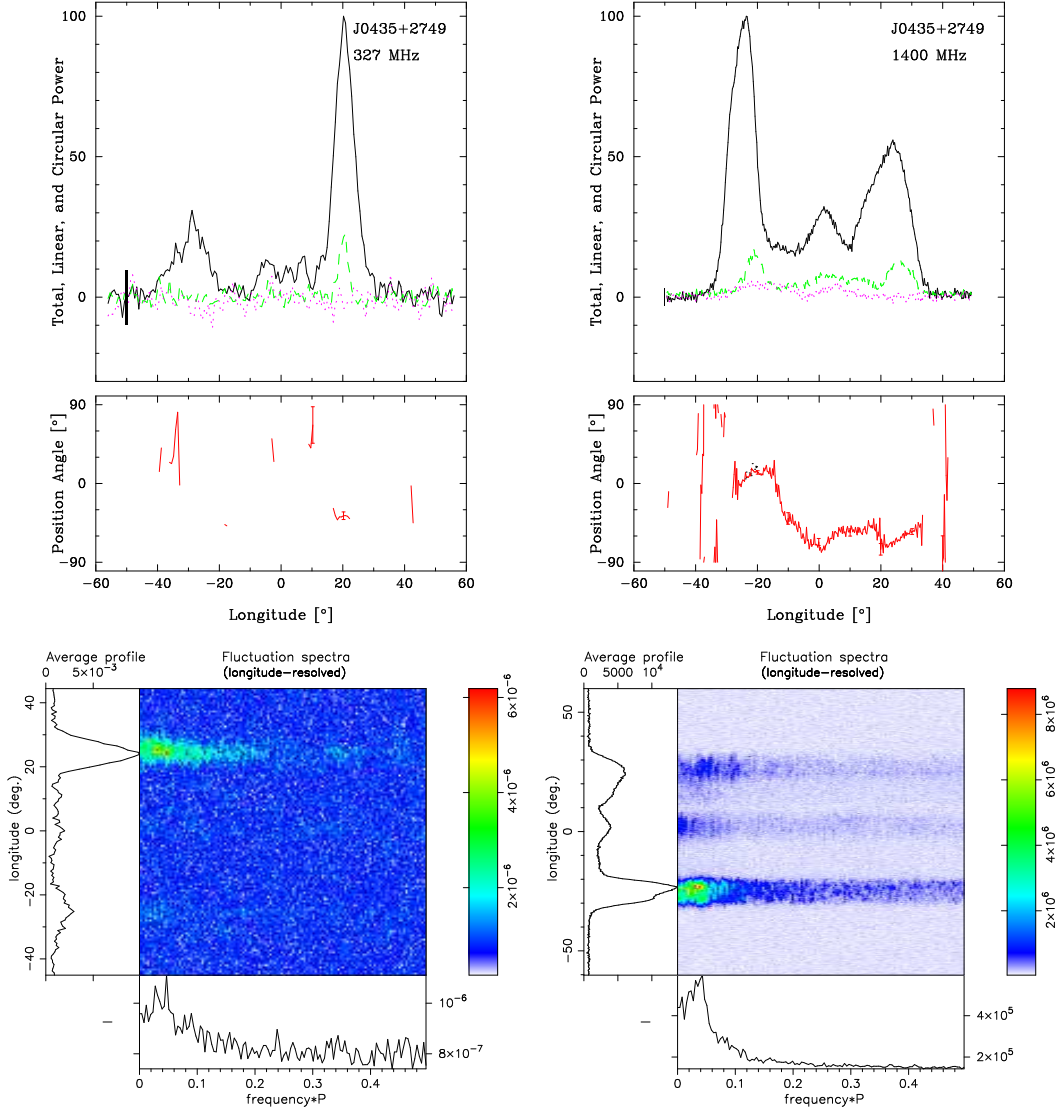 J0435+2749
327 MHz
Total, Linear, and Circular Power
100
50
0
Position Angle [°]
90
0
−90
−60 −40 −20 0 20 40 60
Longitude [°]
J0435+2749
1400 MHz
Total, Linear, and Circular Power
100
50
0
Position Angle [°]
90
0
−90
−60 −40 −20 0 20 40 60
Longitude [°]
Average profile
0 5×10⁻³
Fluctuation spectra
(longitude−resolved)
longitude (deg.)
40
20
0
−20
−40
6×10⁻⁶
4×10⁻⁶
2×10⁻⁶
10⁻⁶
8×10⁻⁷
0 0.1 0.2 0.3 0.4
frequency*P
Average profile
0 5000 10⁴
Fluctuation spectra
(longitude−resolved)
longitude (deg.)
50
0
−50
8×10⁶
6×10⁶
4×10⁶
2×10⁶
4×10⁵
2×10⁵
0 0.1 0.2 0.3 0.4
frequency*P